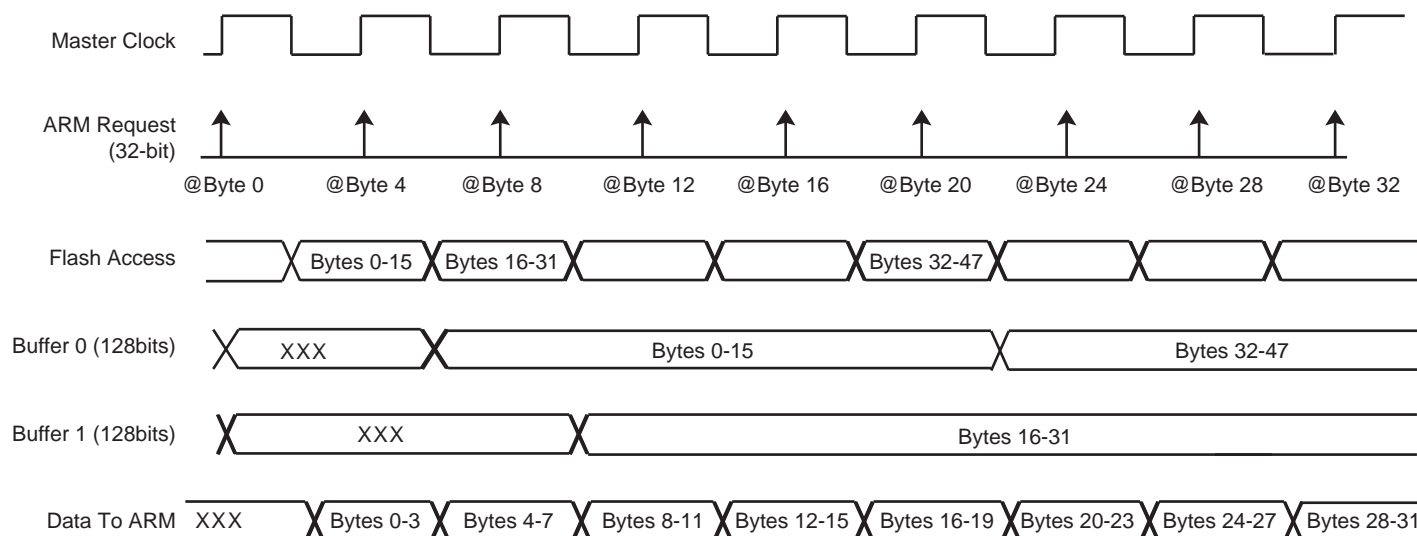 Master Clock
ARM Request
(32-bit)
@Byte 0 @Byte 4 @Byte 8 @Byte 12 @Byte 16 @Byte 20 @Byte 24 @Byte 28 @Byte 32
Flash Access Bytes 0-15 Bytes 16-31 Bytes 32-47
Buffer 0 (128bits) XXX Bytes 0-15 Bytes 32-47
Buffer 1 (128bits) XXX Bytes 16-31
Data To ARM XXX Bytes 0-3 Bytes 4-7 Bytes 8-11 Bytes 12-15 Bytes 16-19 Bytes 20-23 Bytes 24-27 Bytes 28-31